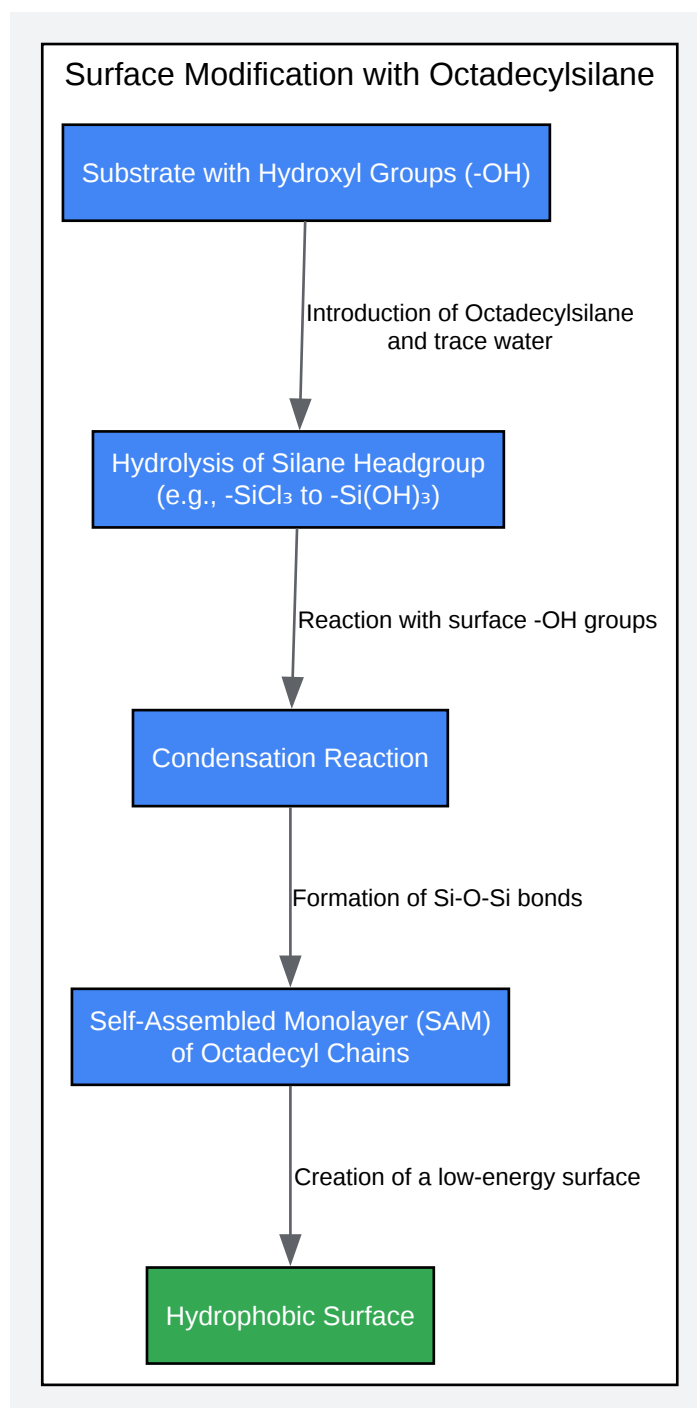 Surface Modification with Octadecylsilane
Substrate with Hydroxyl Groups (-OH)
Introduction of Octadecylsilane
and trace water
Hydrolysis of Silane Headgroup
(e.g., -SiCl₃ to -Si(OH)₃)
Reaction with surface -OH groups
Condensation Reaction
Formation of Si-O-Si bonds
Self-Assembled Monolayer (SAM)
of Octadecyl Chains
Creation of a low-energy surface
Hydrophobic Surface